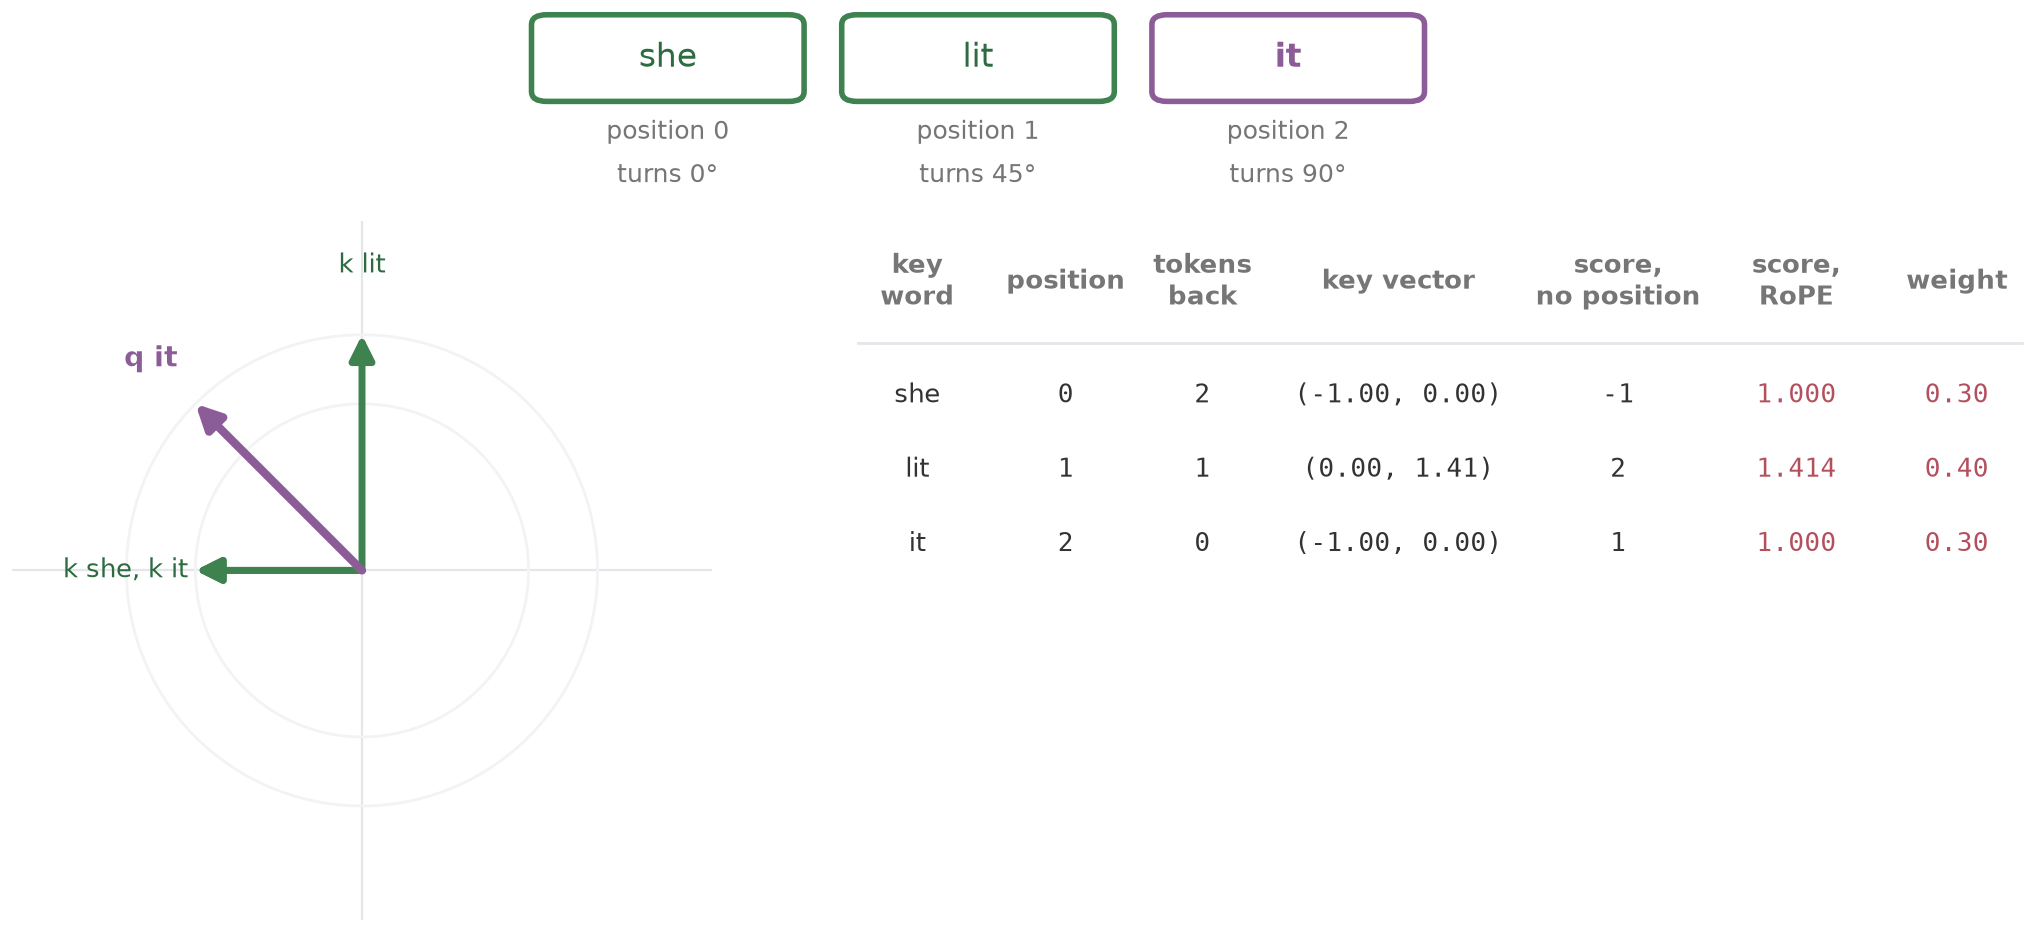 she lit it
position 0 position 1 position 2
turns 0° turns 45° turns 90°
k lit
q it
k she, k it
key word position tokens back key vector score, no position score, RoPE weight
she 0 2 (-1.00, 0.00) -1 1.000 0.30
lit 1 1 (0.00, 1.41) 2 1.414 0.40
it 2 0 (-1.00, 0.00) 1 1.000 0.30